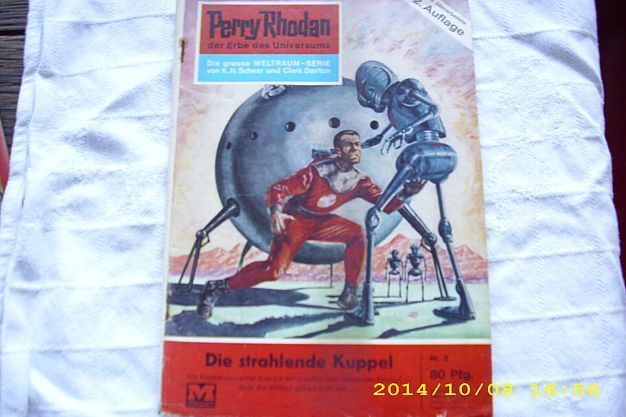 Perry Rhodan
der Erbe des Universums
Die grosse WELTRAUM-SERIE
von K.H. Scheer und Clark Darlton
2. Auflage
Die strahlende Kuppel
Nr. 3
80 Pfg.
M
2014/10/08 16:56